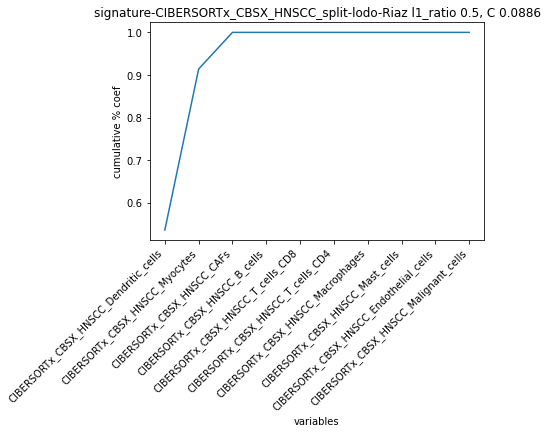 signature-CIBERSORTx_CBSX_HNSCC_split-lodo-Riaz l1_ratio 0.5, C 0.0886
1.0
0.9
0.8
0.7
0.6
cumulative % coef
CIBERSORTx_CBSX_HNSCC_Dendritic_cells
CIBERSORTx_CBSX_HNSCC_Myocytes
CIBERSORTx_CBSX_HNSCC_CAFs
CIBERSORTx_CBSX_HNSCC_B_cells
CIBERSORTx_CBSX_HNSCC_T_cells_CD8
CIBERSORTx_CBSX_HNSCC_T_cells_CD4
CIBERSORTx_CBSX_HNSCC_Macrophages
CIBERSORTx_CBSX_HNSCC_Mast_cells
CIBERSORTx_CBSX_HNSCC_Endothelial_cells
CIBERSORTx_CBSX_HNSCC_Malignant_cells
variables